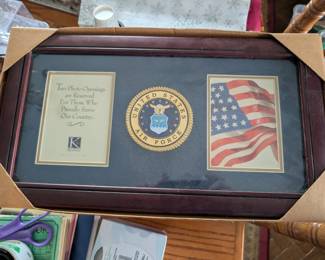 Two Photo Openings
are Reserved
For Those Who
Proudly Serve
Our Country.
K
UNITED STATES
AIR FORCE